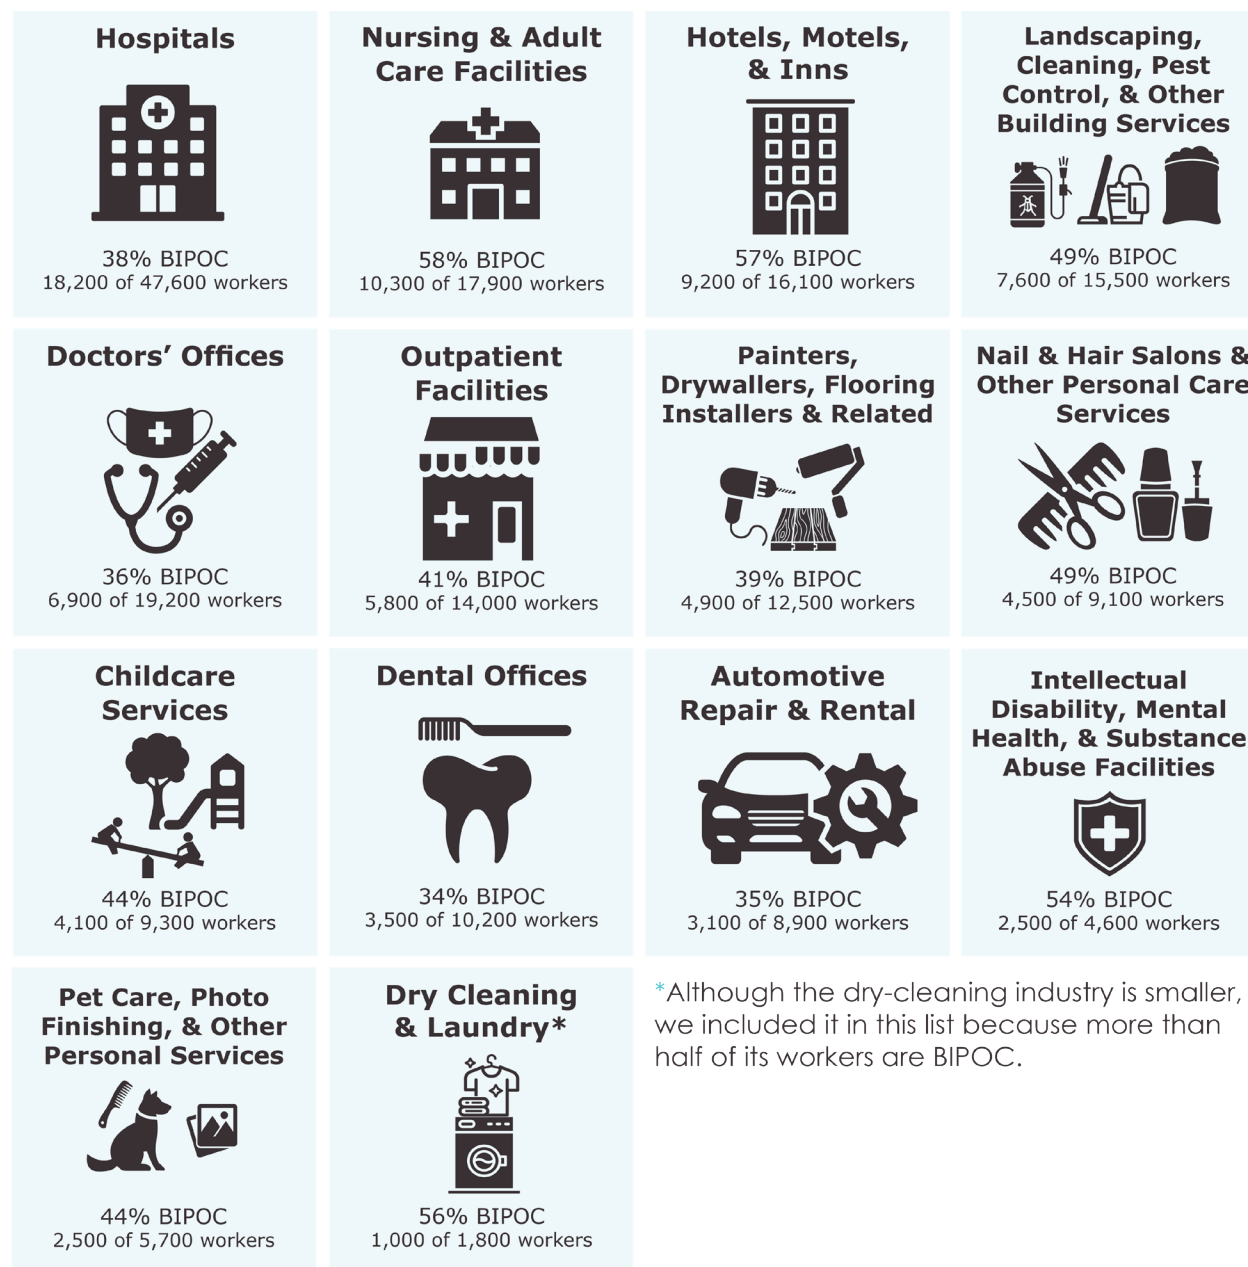 Hospitals
38% BIPOC
18,200 of 47,600 workers
Nursing & Adult
Care Facilities
58% BIPOC
10,300 of 17,900 workers
Hotels, Motels,
& Inns
57% BIPOC
9,200 of 16,100 workers
Landscaping,
Cleaning, Pest
Control, & Other
Building Services
49% BIPOC
7,600 of 15,500 workers
Doctors’ Offices
36% BIPOC
6,900 of 19,200 workers
Outpatient
Facilities
41% BIPOC
5,800 of 14,000 workers
Painters,
Drywallers, Flooring
Installers & Related
39% BIPOC
4,900 of 12,500 workers
Nail & Hair Salons &
Other Personal Care
Services
49% BIPOC
4,500 of 9,100 workers
Childcare
Services
44% BIPOC
4,100 of 9,300 workers
Dental Offices
34% BIPOC
3,500 of 10,200 workers
Automotive
Repair & Rental
35% BIPOC
3,100 of 8,900 workers
Intellectual
Disability, Mental
Health, & Substance
Abuse Facilities
54% BIPOC
2,500 of 4,600 workers
Pet Care, Photo
Finishing, & Other
Personal Services
44% BIPOC
2,500 of 5,700 workers
Dry Cleaning
& Laundry*
56% BIPOC
1,000 of 1,800 workers
*Although the dry-cleaning industry is smaller,
we included it in this list because more than
half of its workers are BIPOC.